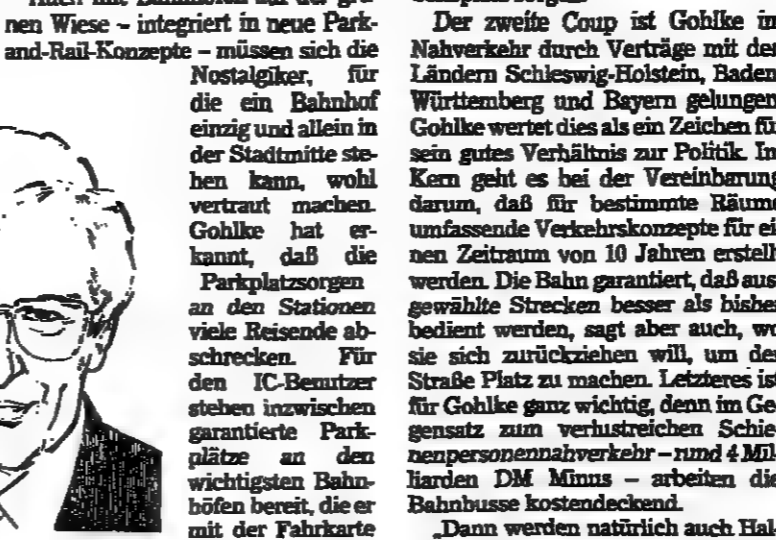 nen Wiese – integriert in neue Park-
and-Rail-Konzepte – müssen sich die
Nostalgiker, für
die ein Bahnhof
einzig und allein in
der Stadtmitte ste-
hen kann, wohl
vertraut machen.
Gohlke hat er-
kannt, daß die
Parkplatzsorgen
an den Stationen
viele Reisende ab-
schrecken. Für
den IC-Benutzer
stehen inzwischen
garantierte Park-
plätze an den
wichtigsten Bahn-
höfen bereit, die er
mit der Fahrkarte
Der zweite Coup ist Gohlke im
Nahverkehr durch Verträge mit den
Ländern Schleswig-Holstein, Baden-
Württemberg und Bayern gelungen.
Gohlke wertet dies als ein Zeichen für
sein gutes Verhältnis zur Politik. Im
Kern geht es bei der Vereinbarung
darum, daß für bestimmte Räume
umfassende Verkehrskonzepte für ei-
nen Zeitraum von 10 Jahren erstellt
werden. Die Bahn garantiert, daß aus-
gewählte Strecken besser als bisher
bedient werden, sagt aber auch, wo
sie sich zurückziehen will, um der
Straße Platz zu machen. Letzteres ist
für Gohlke ganz wichtig, denn im Ge-
gensatz zum verlustreichen Schie-
nenpersonennahverkehr – rund 4 Mil-
liarden DM Minus – arbeiten die
Bahnbusse kostendeckend.
„Dann werden natürlich auch Hal-